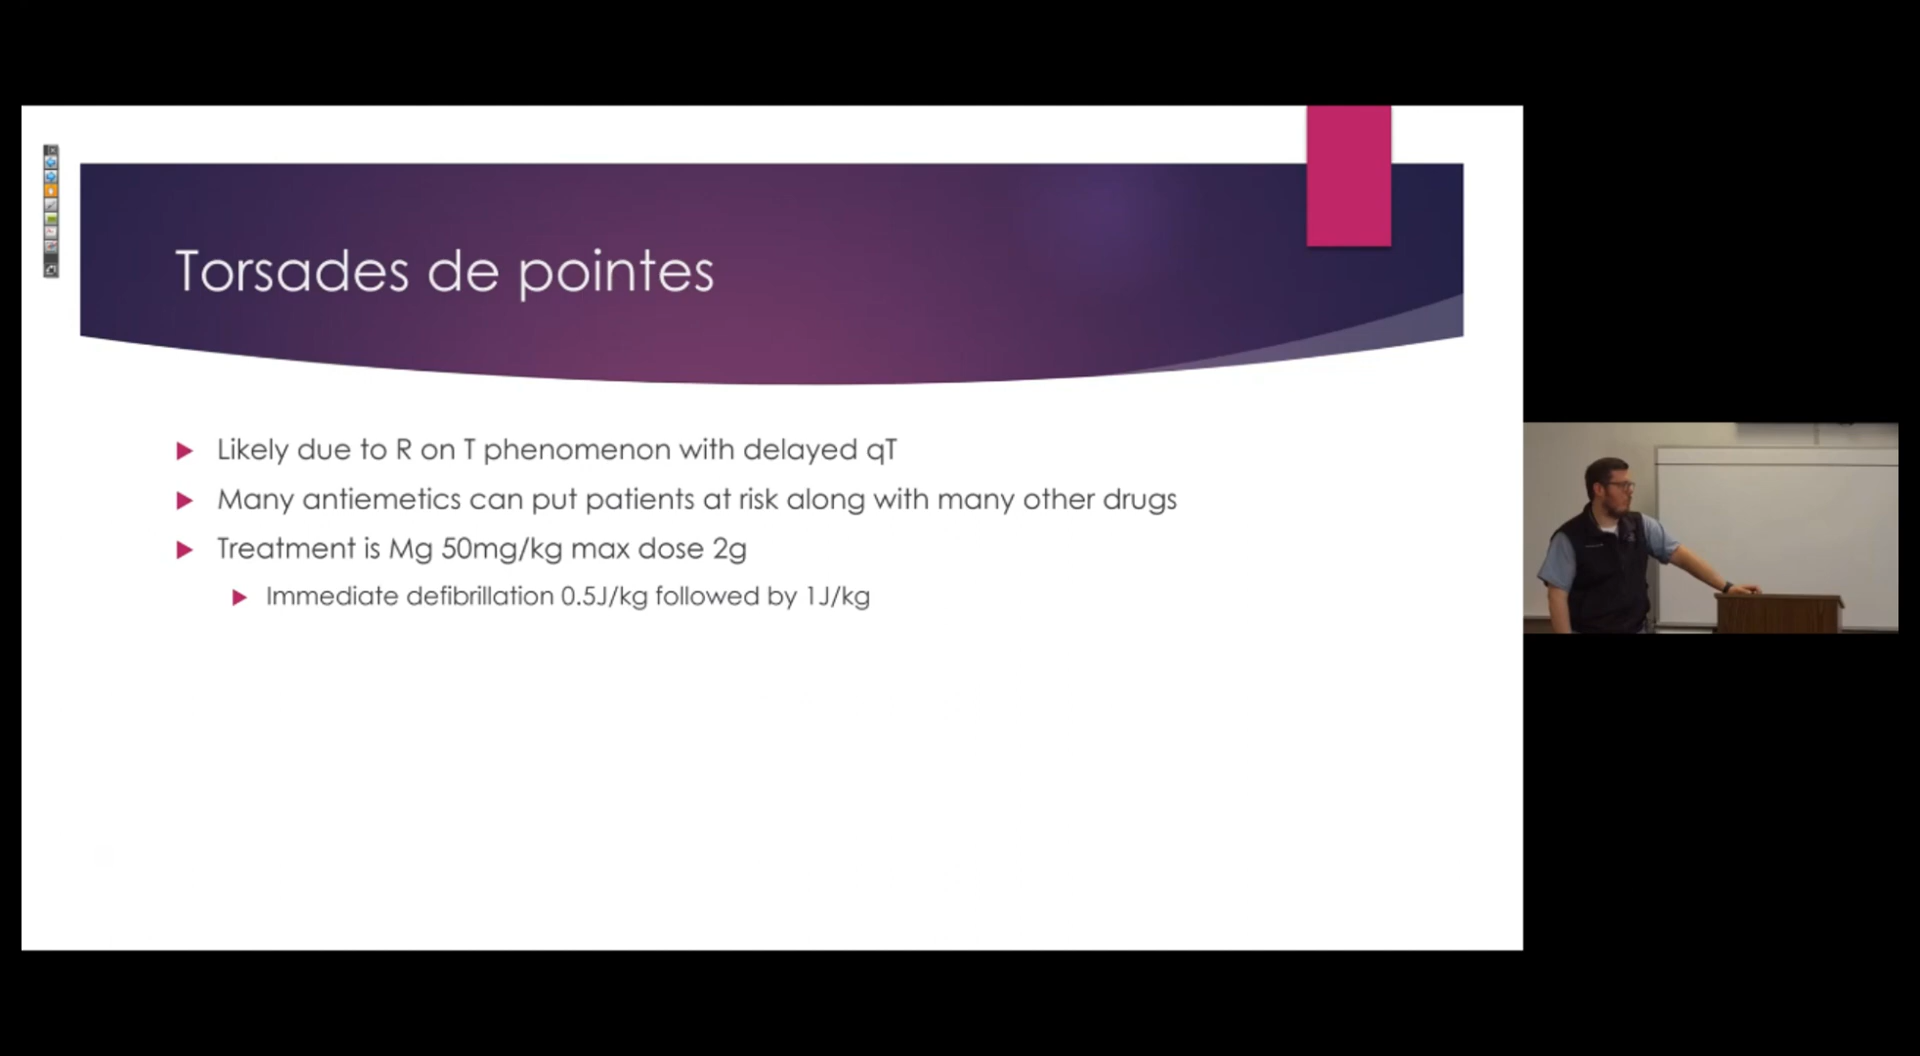 Torsades de pointes
Likely due to R on T phenomenon with delayed qT
Many antiemetics can put patients at risk along with many other drugs
Treatment is Mg 50mg/kg max dose 2g
Immediate defibrillation 0.5J/kg followed by 1J/kg